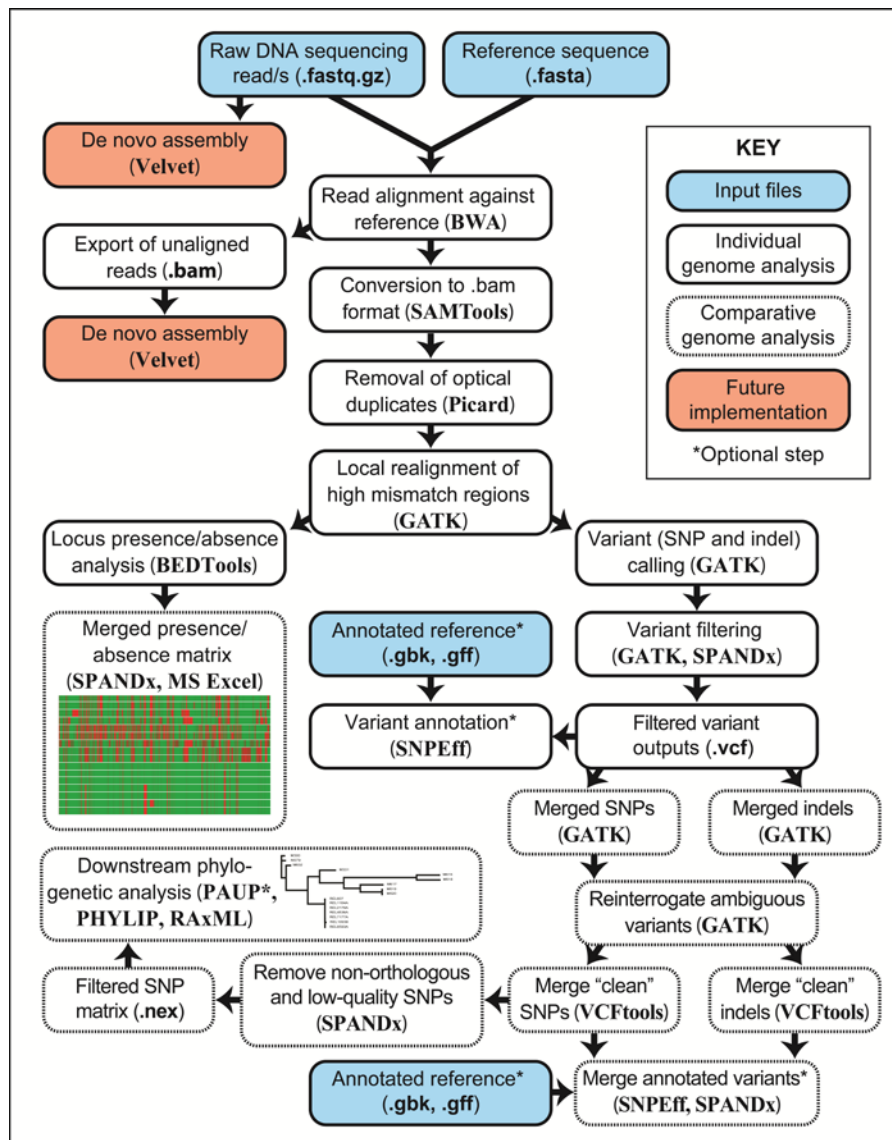 Raw DNA sequencing
read/s (.fastq.gz)
Reference sequence
(.fasta)
De novo assembly
(Velvet)
KEY
Input files
Individual
genome analysis
Comparative
genome analysis
Future
implementation
*Optional step
Read alignment against
reference (BWA)
Export of unaligned
reads (.bam)
Conversion to .bam
format (SAMTools)
De novo assembly
(Velvet)
Removal of optical
duplicates (Picard)
Local realignment of
high mismatch regions
(GATK)
Locus presence/absence
analysis (BEDTools)
Variant (SNP and indel)
calling (GATK)
Merged presence/
absence matrix
(SPANDx, MS Excel)
Annotated reference*
(.gbk, .gff)
Variant filtering
(GATK, SPANDx)
Variant annotation*
(SNPEff)
Filtered variant
outputs (.vcf)
Merged SNPs
(GATK)
Merged indels
(GATK)
Downstream phylo-
genetic analysis (PAUP*,
PHYLIP, RAxML)
Reinterrogate ambiguous
variants (GATK)
Filtered SNP
matrix (.nex)
Remove non-orthologous
and low-quality SNPs
(SPANDx)
Merge “clean”
SNPs (VCFtools)
Merge “clean”
indels (VCFtools)
Annotated reference*
(.gbk, .gff)
Merge annotated variants*
(SNPEff, SPANDx)